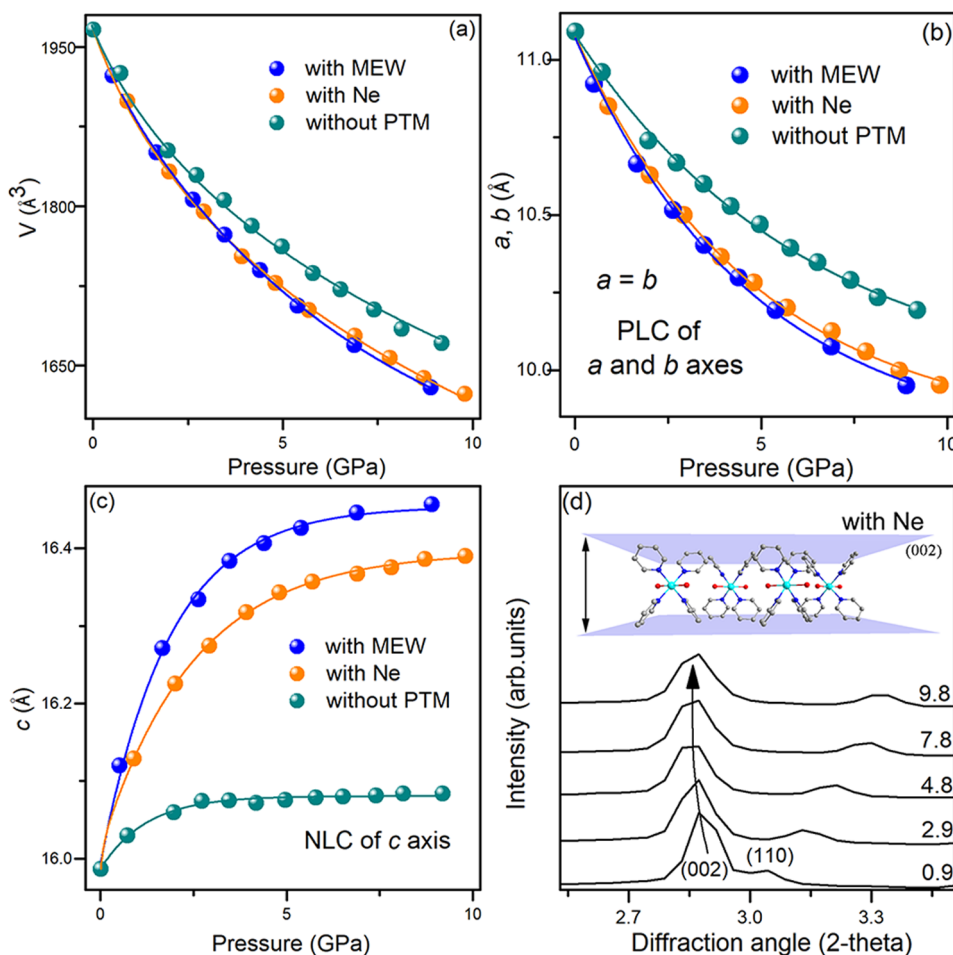 (a)
V (Å³)
1950
1800
1650
with MEW
with Ne
without PTM
0
5
10
Pressure (GPa)
(b)
a, b (Å)
11.0
10.5
10.0
with MEW
with Ne
without PTM
a = b
PLC of
a and b axes
0
5
10
Pressure (GPa)
(c)
c (Å)
16.4
16.2
16.0
with MEW
with Ne
without PTM
NLC of c axis
0
5
10
Pressure (GPa)
(d)
with Ne
(002)
Intensity (arb.units)
9.8
7.8
4.8
2.9
0.9
(002)
(110)
2.7
3.0
3.3
Diffraction angle (2-theta)